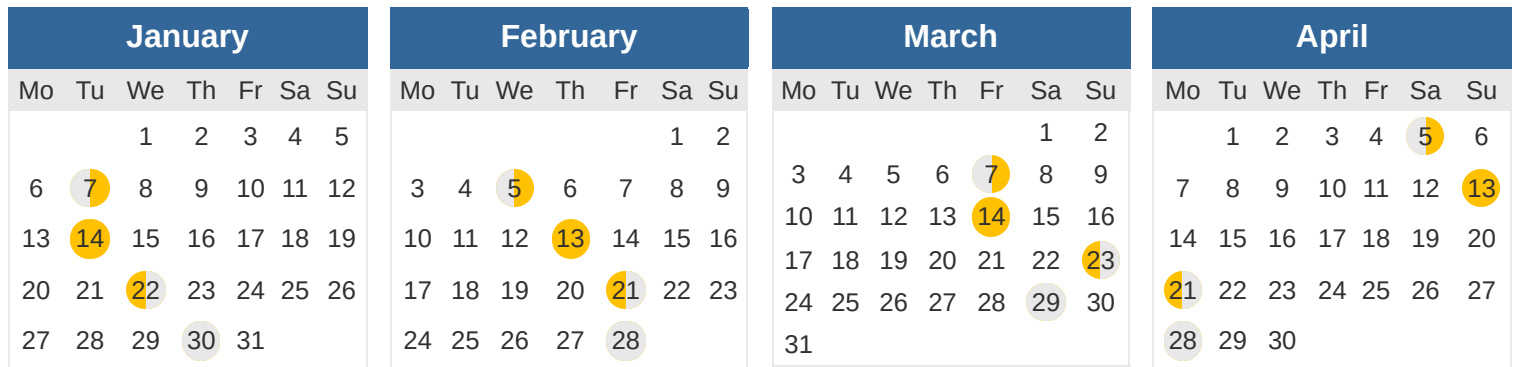 January
Mo Tu We Th Fr Sa Su
1 2 3 4 5
6 7 8 9 10 11 12
13 14 15 16 17 18 19
20 21 22 23 24 25 26
27 28 29 30 31
February
Mo Tu We Th Fr Sa Su
1 2
3 4 5 6 7 8 9
10 11 12 13 14 15 16
17 18 19 20 21 22 23
24 25 26 27 28
March
Mo Tu We Th Fr Sa Su
1 2
3 4 5 6 7 8 9
10 11 12 13 14 15 16
17 18 19 20 21 22 23
24 25 26 27 28 29 30
31
April
Mo Tu We Th Fr Sa Su
1 2 3 4 5 6
7 8 9 10 11 12 13
14 15 16 17 18 19 20
21 22 23 24 25 26 27
28 29 30